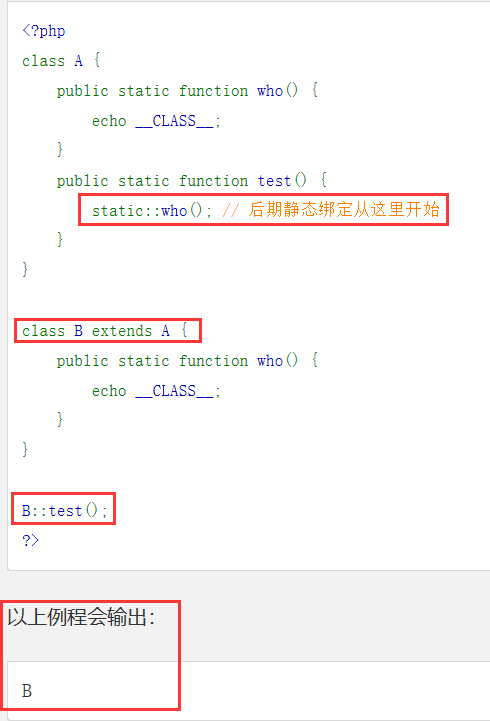 <?php
class A {
    public static function who() {
        echo __CLASS__;
    }
    public static function test() {
        static::who(); // 后期静态绑定从这里开始
    }
}
class B extends A {
    public static function who() {
        echo __CLASS__;
    }
}
B::test();
?>
以上例程会输出：
B